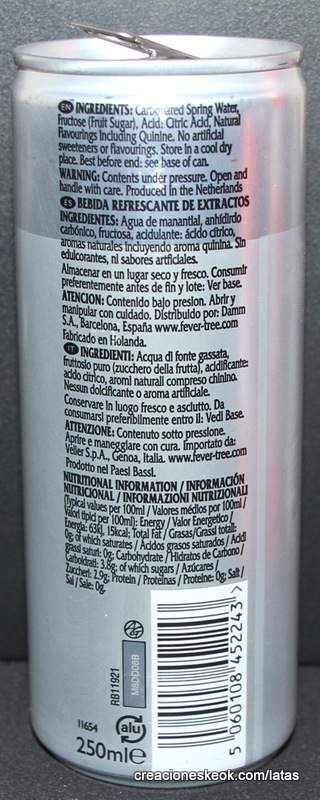 EN INGREDIENTS: Carbonated Spring Water,
Fructose (Fruit Sugar), Acid: Citric Acid, Natural
Flavourings Including Quinine. No artificial
sweeteners or flavourings. Store in a cool dry
place. Best before end: see base of can.
WARNING: Contents under pressure. Open and
handle with care. Produced In the Netherlands
ES BEBIDA REFRESCANTE DE EXTRACTOS
INGREDIENTES: Agua de manantial, anhídrido
carbónico, fructosa, acidulante: ácido cítrico,
aromas naturales incluyendo aroma quinina. Sin
edulcorantes, ni sabores artificiales.
Almacenar en un lugar seco y fresco. Consumir
preferentemente antes de fin y lote: Ver base.
ATENCION: Contenido bajo presion. Abrir y
manipular con cuidado. Distribuido por: Damm
S.A., Barcelona, España www.fever-tree.com
Fabricado en Holanda.
IT INGREDIENTI: Acqua di fonte gassata,
fruttosio puro (zucchero della frutta), acidificante:
acido citrico, aromi naturali compreso chinino.
Nessun dolcificante o aroma artificiale.
Conservare in luogo fresco e asciutto. Da
consumarsi preferibilmente entro il: Vedi Base.
ATTENZIONE: Contenuto sotto pressione.
Aprire e maneggiare con cura. Importato da:
Velier S.p.A., Genoa, Italia. www.fever-tree.com
Prodotto nel Paesi Bassi.
NUTRITIONAL INFORMATION / INFORMACIÓN
NUTRICIONAL / INFORMAZIONI NUTRIZIONALI
(Typical values per 100ml / Valores médios por 100ml /
Valori tipici per 100ml): Energy / Valor Energetico /
Energia: 63kJ, 15kcal; Total Fat / Grasas/Grassi totali:
0g, of which saturates / Ácidos grasos saturados / Acidi
grassi saturi: 0g; Carbohydrate / Hidratos de Carbono /
Carboidrati: 3.8g; of which sugars / Azúcares /
Zuccheri: 2.9g; Protein / Proteínas / Proteine: 0g; Salt /
Sal / Sale: 0g.
RB11921
M6DD06B
11654
alu
250ml e
5 060108 452243 >
creacioneskeok.com/latas